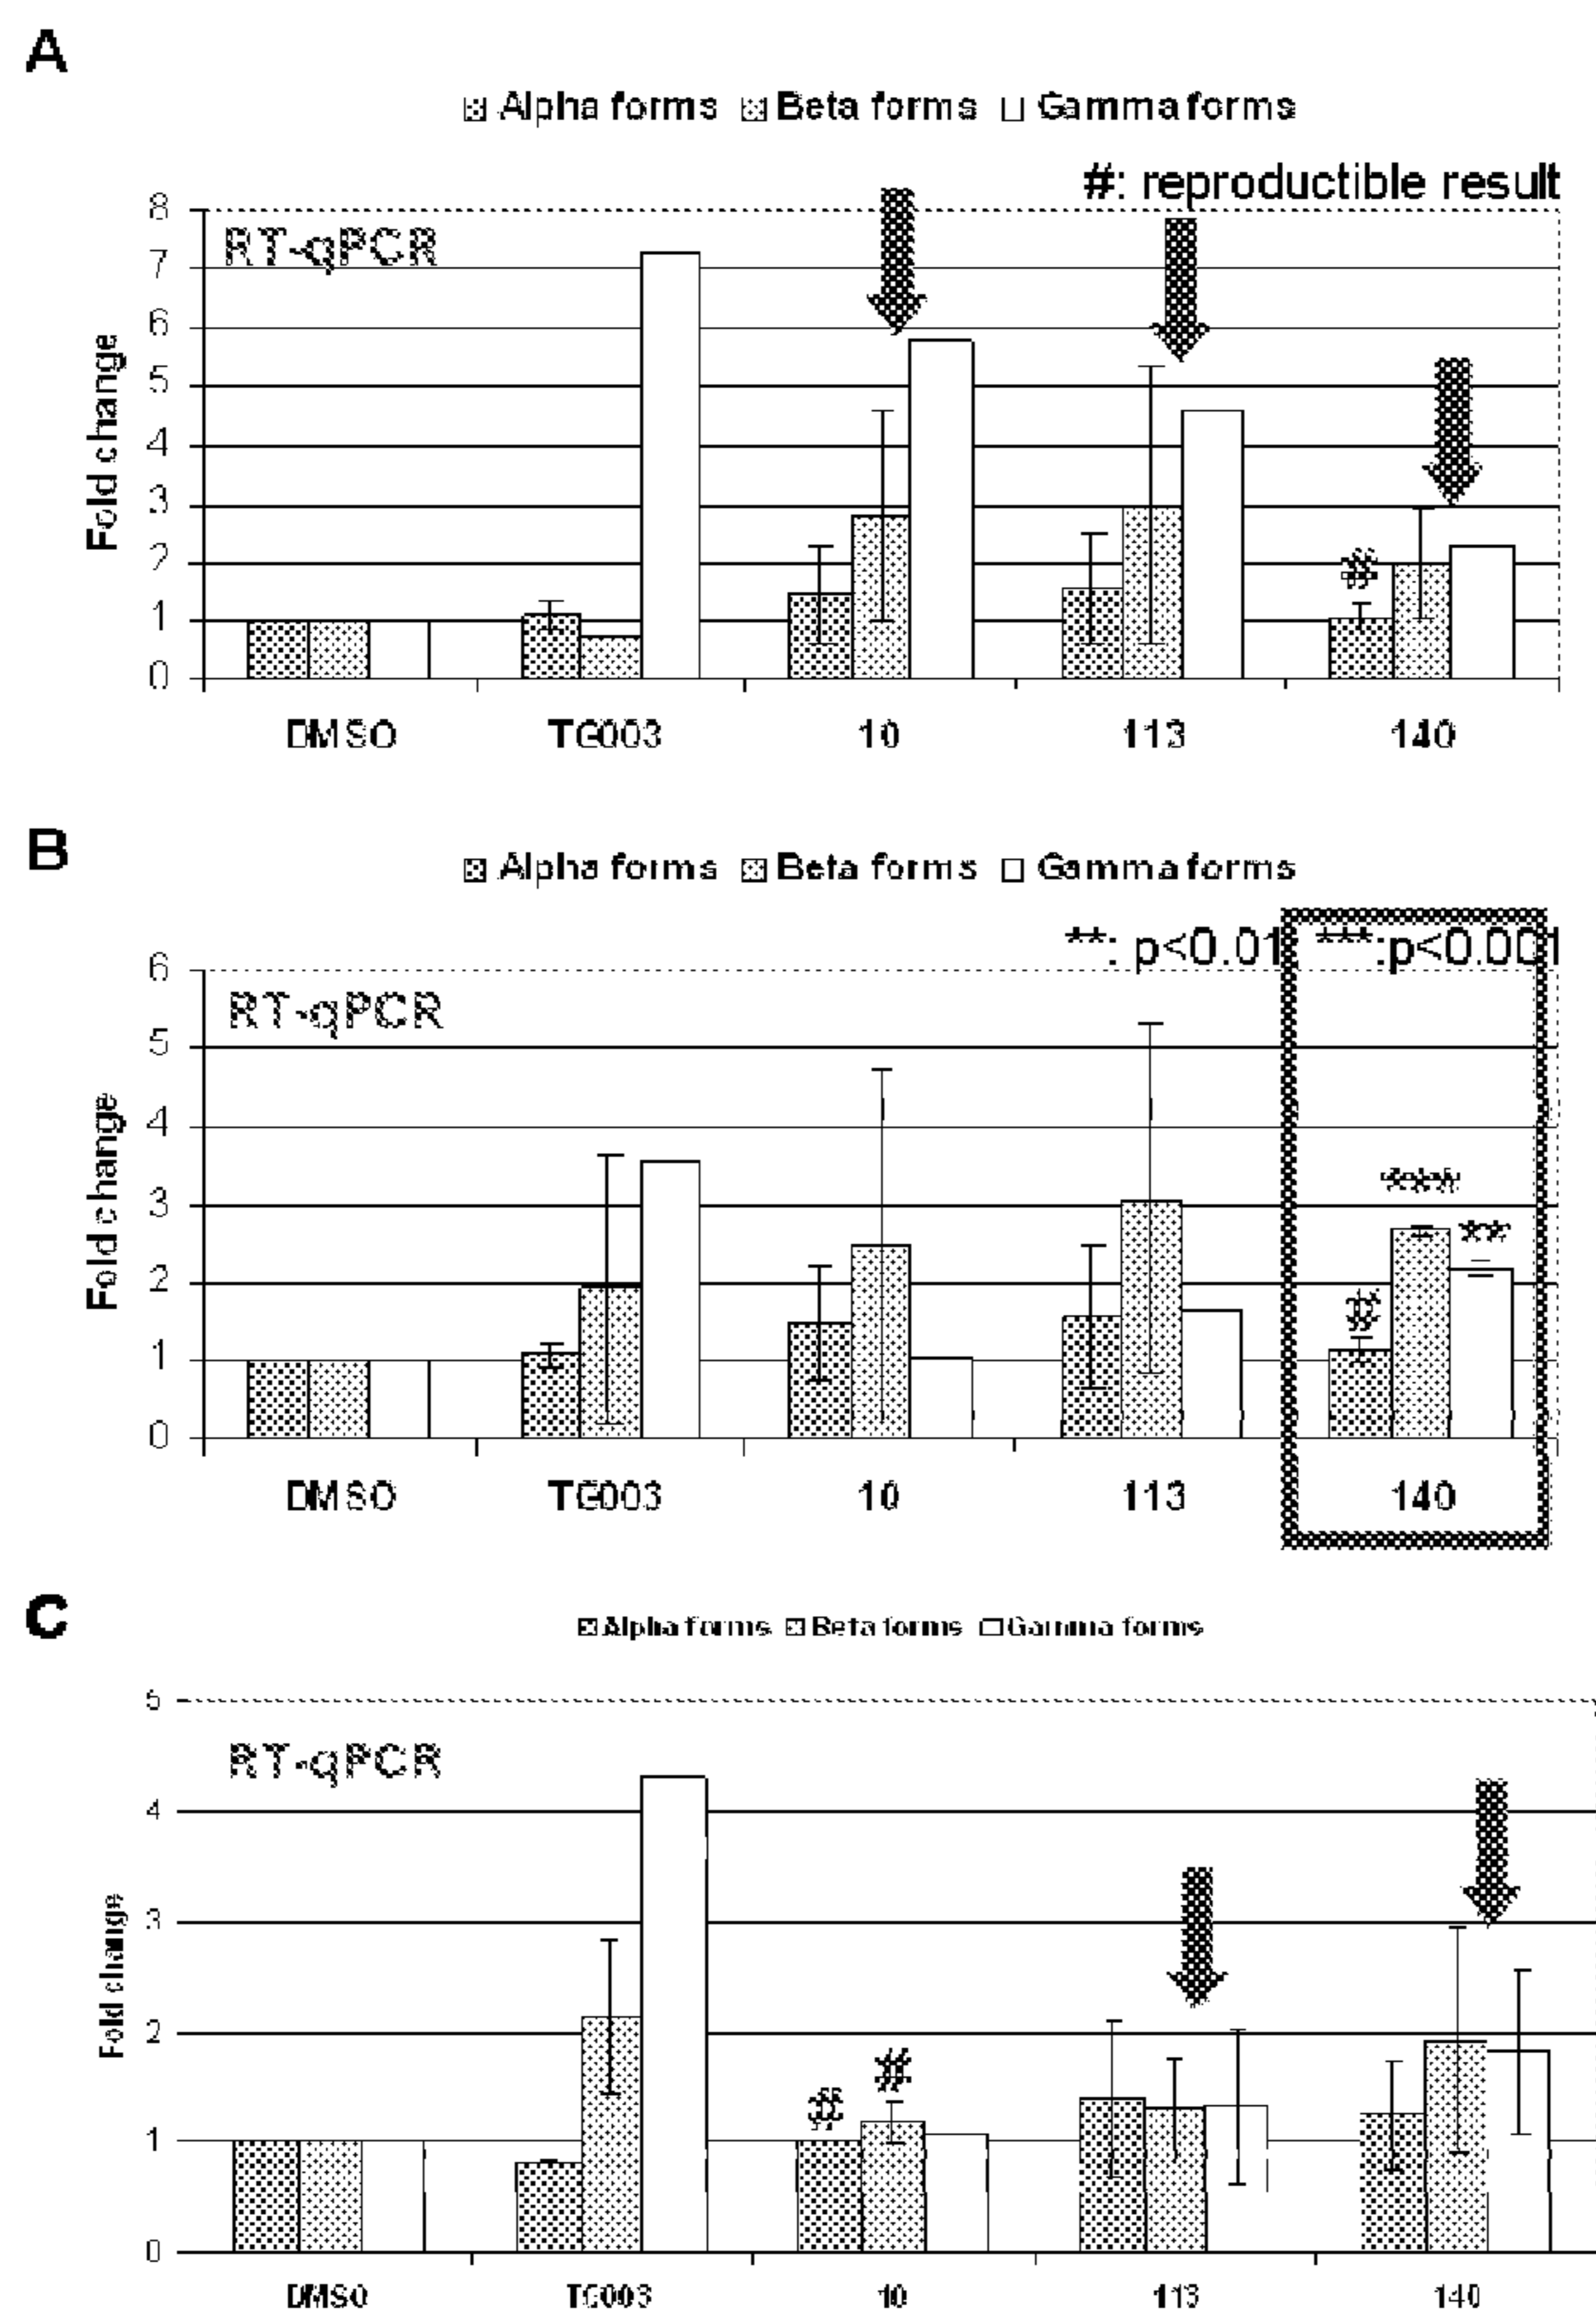 A
Alpha forms Beta forms Gamma forms
#: reproductible result
RT-qPCR
Fold change
8
7
6
5
4
3
2
1
0
#
DMSO TG003 10 113 140
B
Alpha forms Beta forms Gamma forms
**: p<0.01 ***:p<0.001
RT-qPCR
Fold change
6
5
4
3
2
1
0
***
**
#
DMSO TG003 10 113 140
C
Alpha forms Beta forms Gamma forms
RT-qPCR
Fold change
5
4
3
2
1
0
# #
DMSO TG003 10 113 140